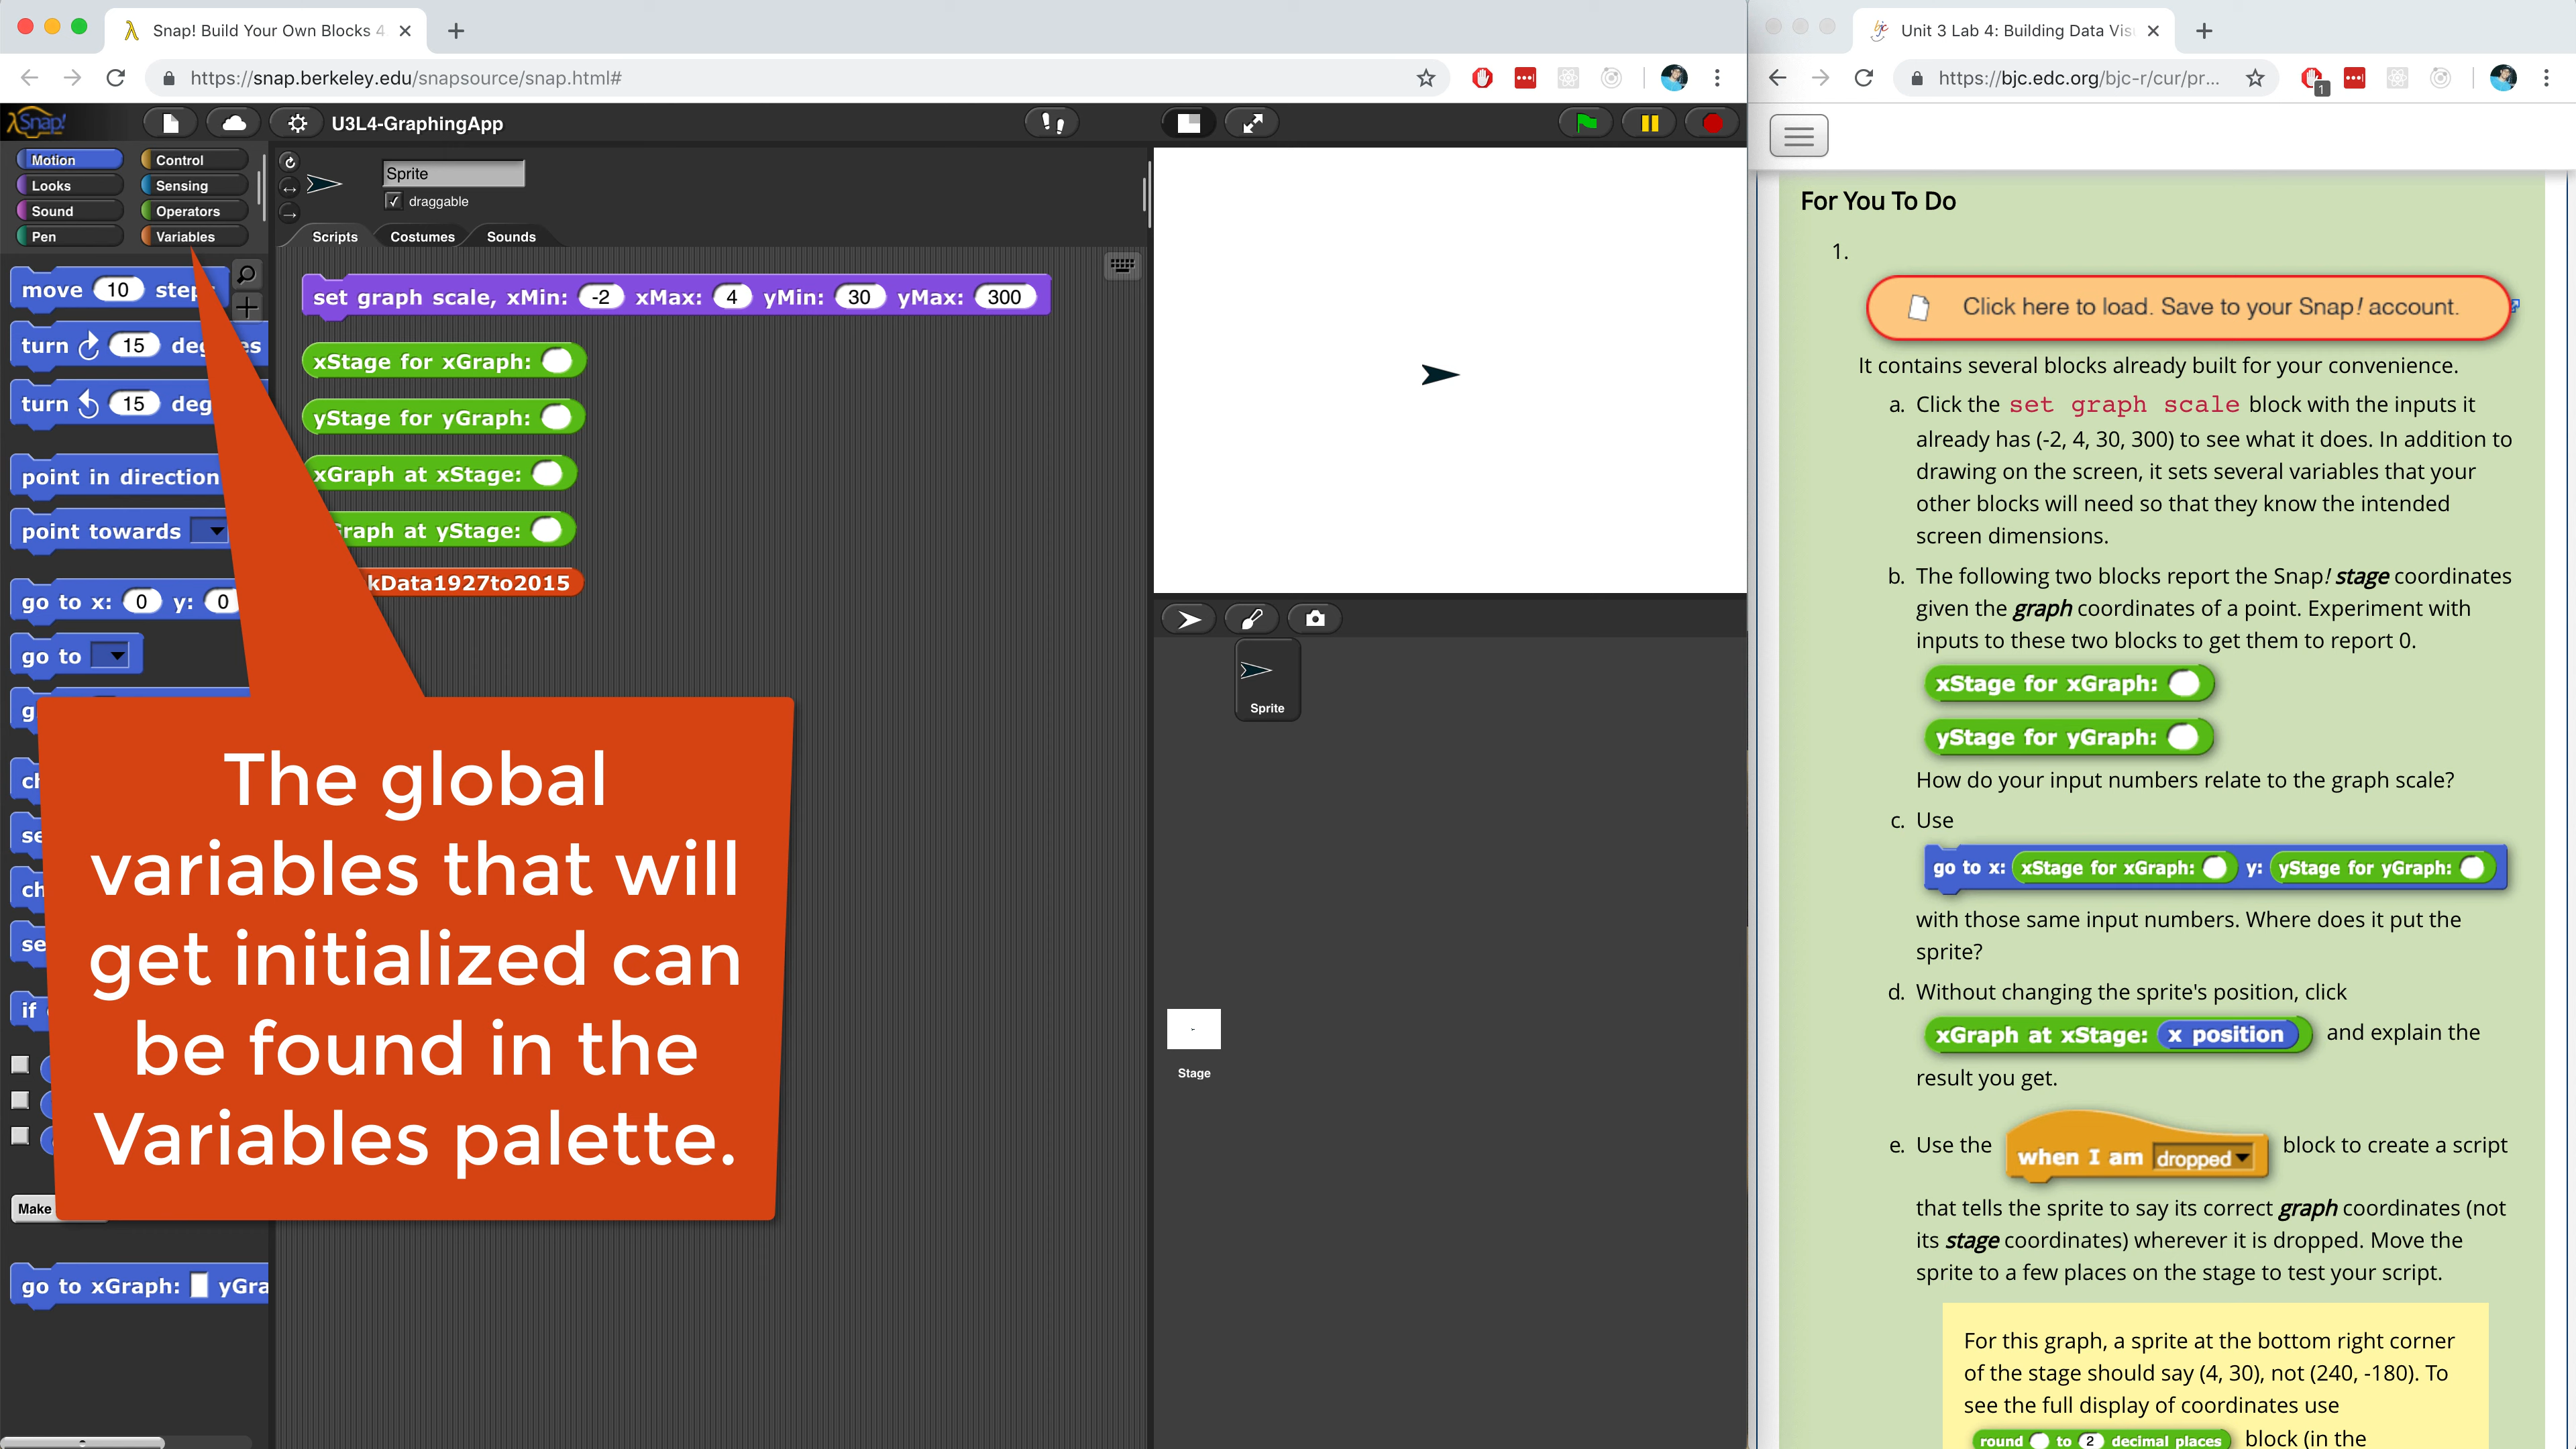 Snap! Build Your Own Blocks 4
https://snap.berkeley.edu/snapsource/snap.html#
Snap!
U3L4-GraphingApp
Motion
Control
Looks
Sensing
Sound
Operators
Pen
Variables
Sprite
draggable
Scripts
Costumes
Sounds
move 10 step
turn 15 deg es
turn 15 deg
point in direction
point towards
go to x: 0 y: 0
go to
g
ch
se
ch
se
if
Make
go to xGraph: yGra
set graph scale, xMin: -2 xMax: 4 yMin: 30 yMax: 300
xStage for xGraph:
yStage for yGraph:
xGraph at xStage:
Graph at yStage:
kData1927to2015
The global
variables that will
get initialized can
be found in the
Variables palette.
Sprite
Stage
Unit 3 Lab 4: Building Data Vis
https://bjc.edc.org/bjc-r/cur/pr...
1
For You To Do
1.
Click here to load. Save to your Snap! account.
It contains several blocks already built for your convenience.
a. Click the set graph scale block with the inputs it
already has (-2, 4, 30, 300) to see what it does. In addition to
drawing on the screen, it sets several variables that your
other blocks will need so that they know the intended
screen dimensions.
b. The following two blocks report the Snap! stage coordinates
given the graph coordinates of a point. Experiment with
inputs to these two blocks to get them to report 0.
xStage for xGraph:
yStage for yGraph:
How do your input numbers relate to the graph scale?
c. Use
go to x: xStage for xGraph: y: yStage for yGraph:
with those same input numbers. Where does it put the
sprite?
d. Without changing the sprite's position, click
xGraph at xStage: x position and explain the
result you get.
e. Use the when I am dropped block to create a script
that tells the sprite to say its correct graph coordinates (not
its stage coordinates) wherever it is dropped. Move the
sprite to a few places on the stage to test your script.
For this graph, a sprite at the bottom right corner
of the stage should say (4, 30), not (240, -180). To
see the full display of coordinates use
round to 2 decimal places block (in the